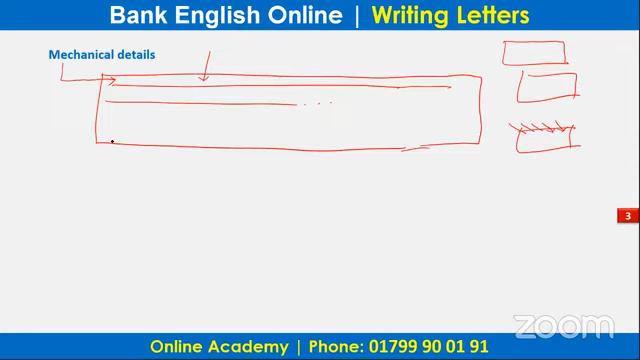 Bank English Online | Writing Letters
Mechanical details
3
zoom
Online Academy | Phone: 01799 90 01 91